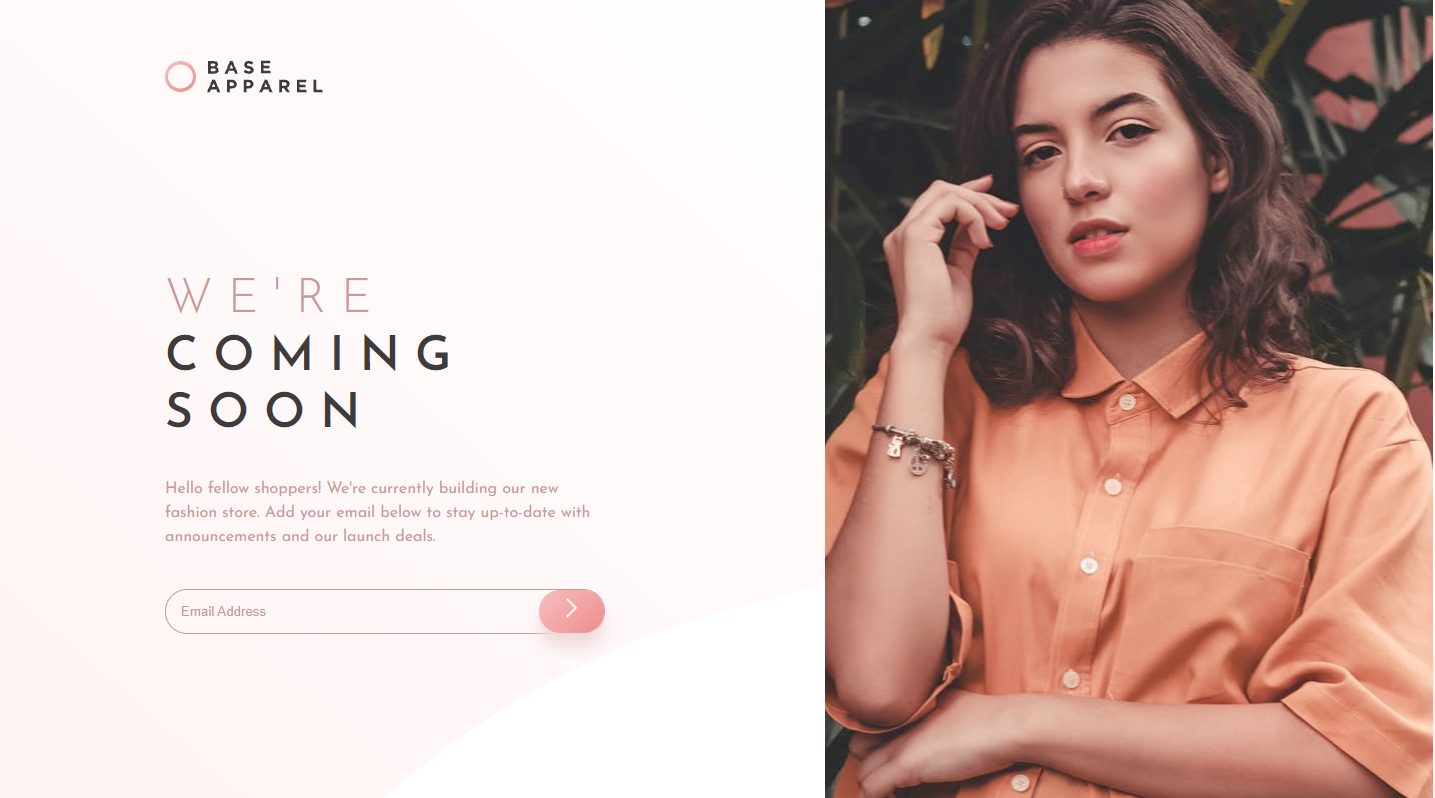 BASE
APPAREL
WE'RE
COMING
SOON
Hello fellow shoppers! We're currently building our new
fashion store. Add your email below to stay up-to-date with
announcements and our launch deals.
Email Address